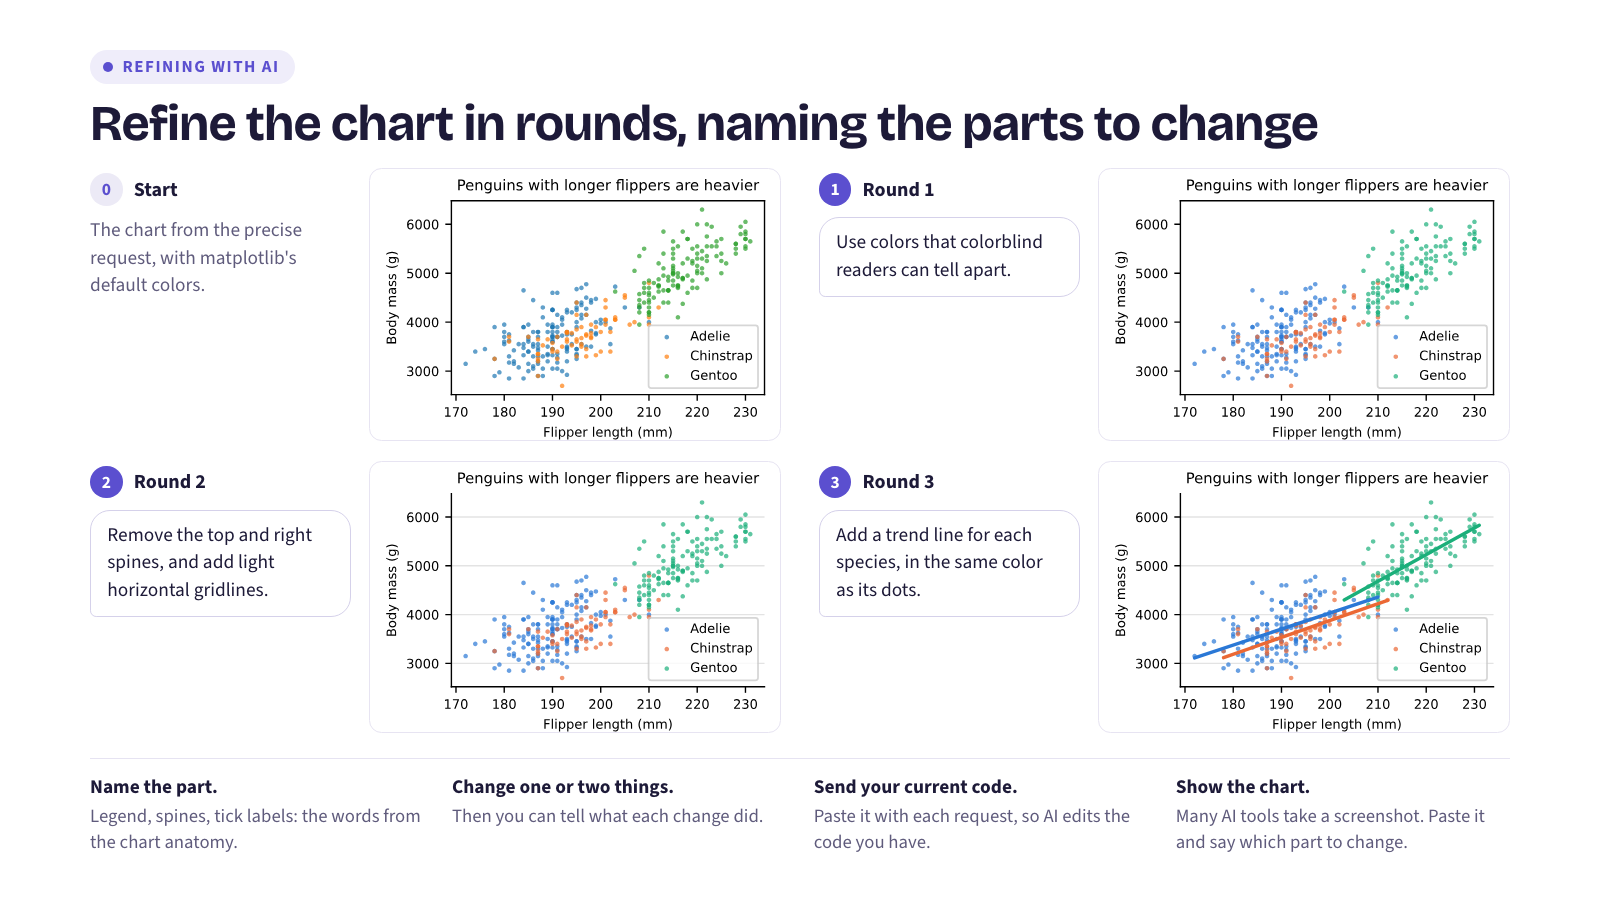 REFINING WITH AI
Refine the chart in rounds, naming the parts to change
0 Start
The chart from the precise
request, with matplotlib's
default colors.
Penguins with longer flippers are heavier
Body mass (g)
6000
5000
4000
3000
Adelie
Chinstrap
Gentoo
170 180 190 200 210 220 230
Flipper length (mm)
1 Round 1
Use colors that colorblind
readers can tell apart.
Penguins with longer flippers are heavier
Body mass (g)
6000
5000
4000
3000
Adelie
Chinstrap
Gentoo
170 180 190 200 210 220 230
Flipper length (mm)
2 Round 2
Remove the top and right
spines, and add light
horizontal gridlines.
Penguins with longer flippers are heavier
Body mass (g)
6000
5000
4000
3000
Adelie
Chinstrap
Gentoo
170 180 190 200 210 220 230
Flipper length (mm)
3 Round 3
Add a trend line for each
species, in the same color
as its dots.
Penguins with longer flippers are heavier
Body mass (g)
6000
5000
4000
3000
Adelie
Chinstrap
Gentoo
170 180 190 200 210 220 230
Flipper length (mm)
Name the part.
Legend, spines, tick labels: the words from
the chart anatomy.
Change one or two things.
Then you can tell what each change did.
Send your current code.
Paste it with each request, so AI edits the
code you have.
Show the chart.
Many AI tools take a screenshot. Paste it
and say which part to change.